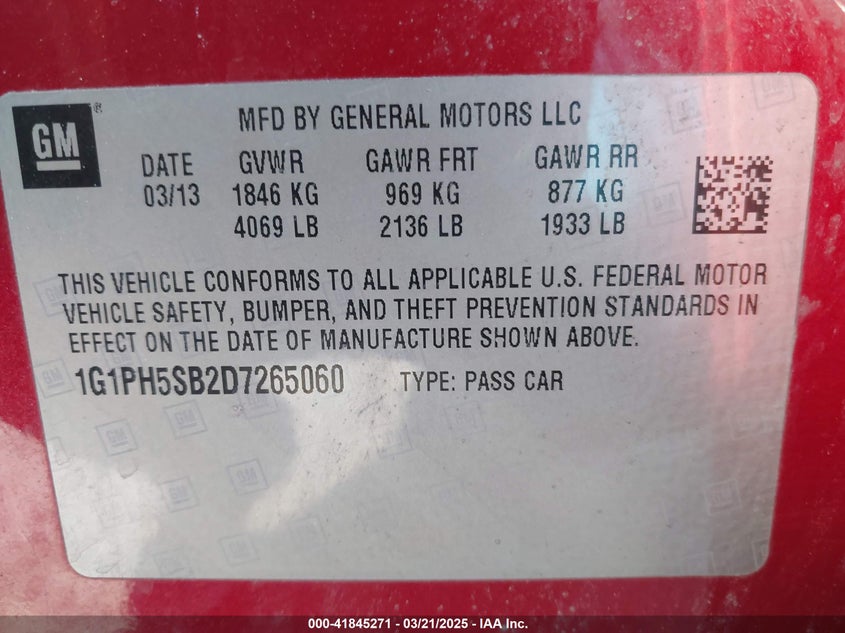 GM ®
MFD BY GENERAL MOTORS LLC
DATE GVWR GAWR FRT GAWR RR
03/13 1846 KG 969 KG 877 KG
4069 LB 2136 LB 1933 LB
THIS VEHICLE CONFORMS TO ALL APPLICABLE U.S. FEDERAL MOTOR
VEHICLE SAFETY, BUMPER, AND THEFT PREVENTION STANDARDS IN
EFFECT ON THE DATE OF MANUFACTURE SHOWN ABOVE.
1G1PH5SB2D7265060 TYPE: PASS CAR
000-41845271 - 03/21/2025 - IAA Inc.